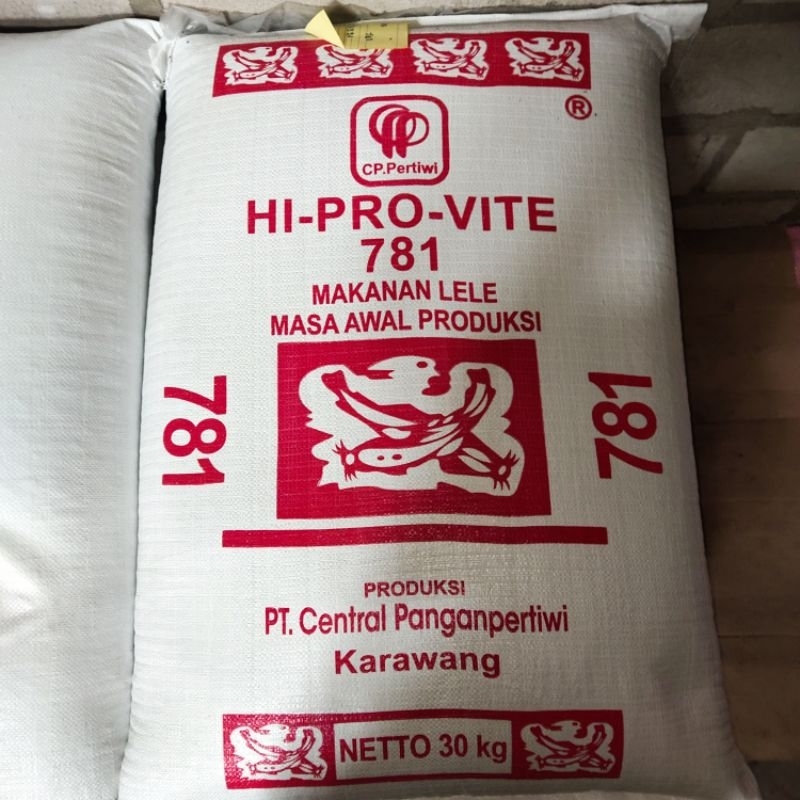 ®
CP.Pertiwi
HI-PRO-VITE
781
MAKANAN LELE
MASA AWAL PRODUKSI
781
781
PRODUKSI
PT. Central Panganpertiwi
Karawang
NETTO 30 kg